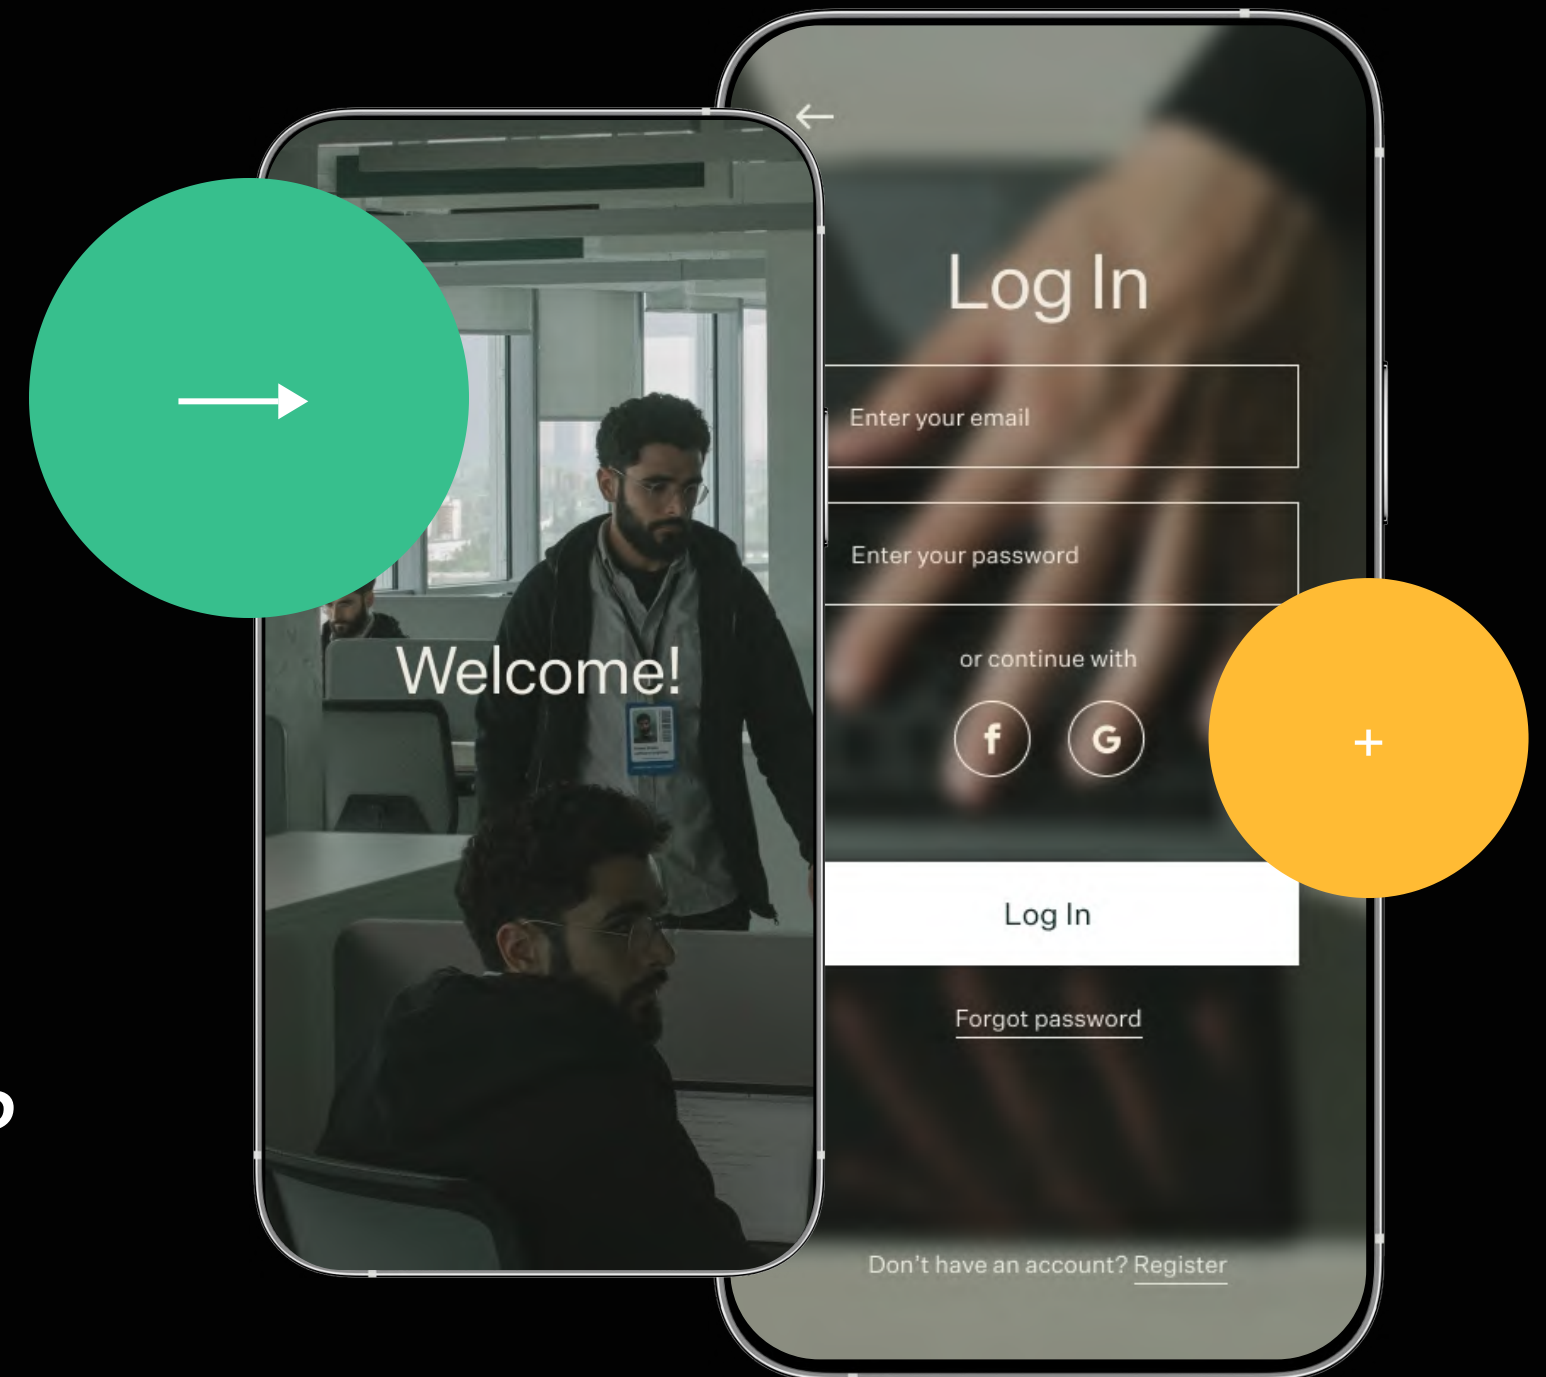 Welcome!
Log In
Enter your email
Enter your password
or continue with
f
G
+
Log In
Forgot password
Don't have an account? Register